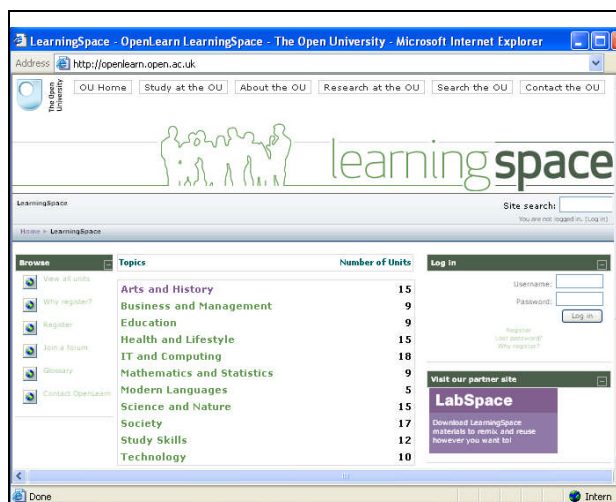 LearningSpace - OpenLearn LearningSpace - The Open University - Microsoft Internet Explorer
Address http://openlearn.open.ac.uk
The Open University
OU Home Study at the OU About the OU Research at the OU Search the OU Contact the OU
learningspace
LearningSpace
Site search:
You are not logged in. (Log in)
Home ► LearningSpace
Browse
View all units
Why register?
Register
Join a forum
Glossary
Contact OpenLearn
Topics Number of Units
Arts and History 15
Business and Management 9
Education 9
Health and Lifestyle 15
IT and Computing 18
Mathematics and Statistics 9
Modern Languages 5
Science and Nature 15
Society 17
Study Skills 12
Technology 10
Log in
Username:
Password:
Log in
Register
Lost password?
Why register?
Visit our partner site
LabSpace
Download LearningSpace
materials to remix and reuse
however you want to!
Done Intern